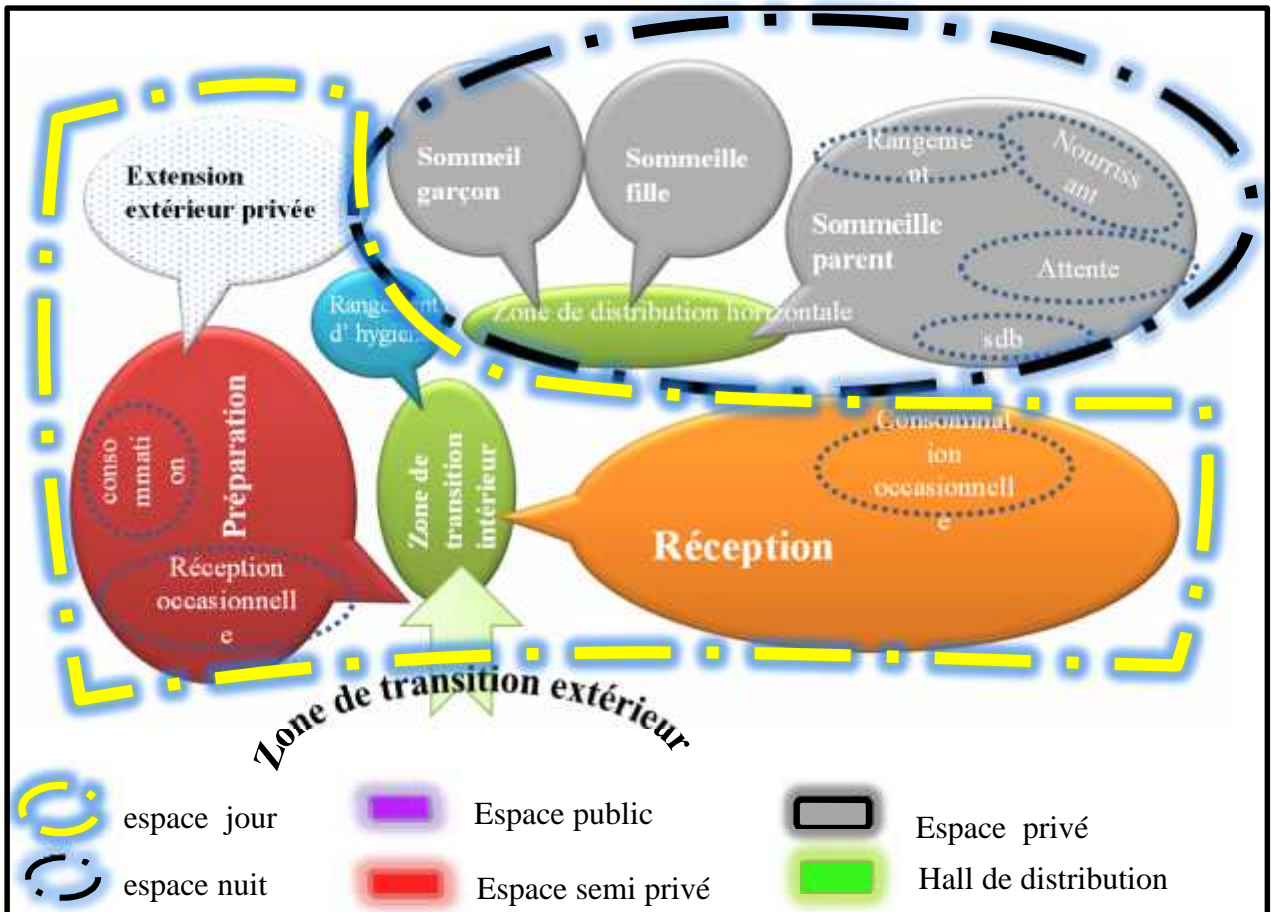 Extension
extérieur privée
Sommeil
garçon
Sommeille
fille
Rangeme
nt
Nourriss
ant
Sommeille
parent
Attente
sdb
Zone de distribution horizontale
d' hygien
conso
mmati
on
Préparation
Réception
occasionnell
e
Zone de
transition
intérieur
Consommat
ion
occasionnell
e
Réception
Zone de transition extérieur
espace jour
Espace public
Espace privé
espace nuit
Espace semi privé
Hall de distribution